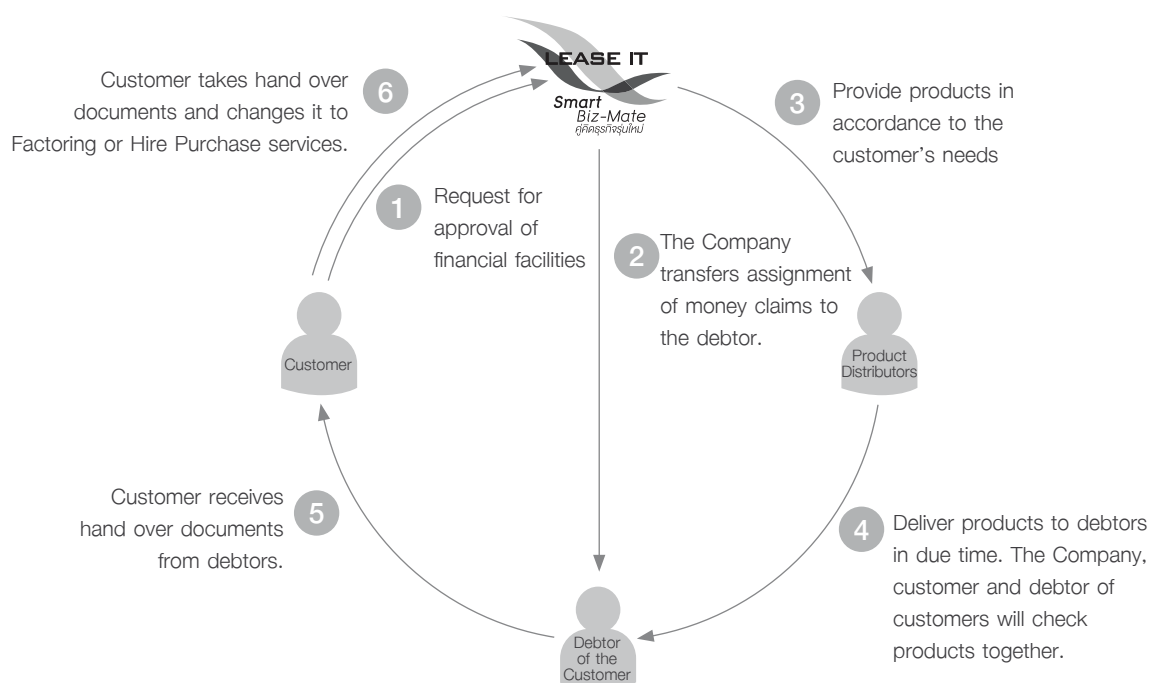 LEASE IT
Smart
Biz-Mate
คู่คิดธุรกิจรุ่นใหม่
6
Customer takes hand over
documents and changes it to
Factoring or Hire Purchase services.
3
Provide products in
accordance to the
customer's needs
1
Request for
approval of
financial facilities
2
The Company
transfers assignment
of money claims to
the debtor.
Customer
Product
Distributors
5
Customer receives
hand over documents
from debtors.
4
Deliver products to debtors
in due time. The Company,
customer and debtor of
customers will check
products together.
Debtor
of the
Customer